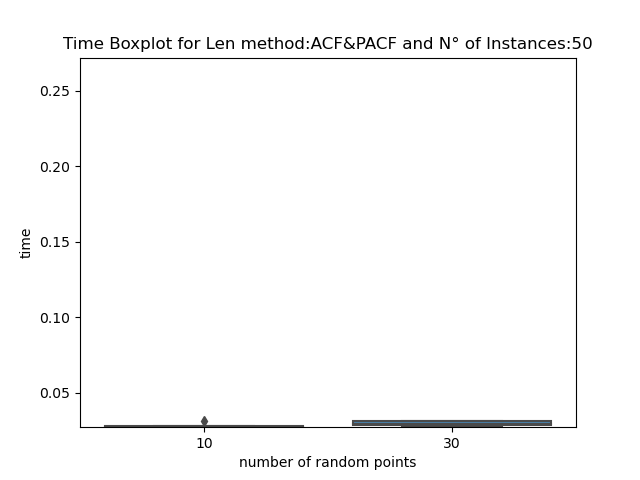 Time Boxplot for Len method:ACF&PACF and N° of Instances:50
0.25
0.20
0.15
0.10
0.05
time
10 30
number of random points